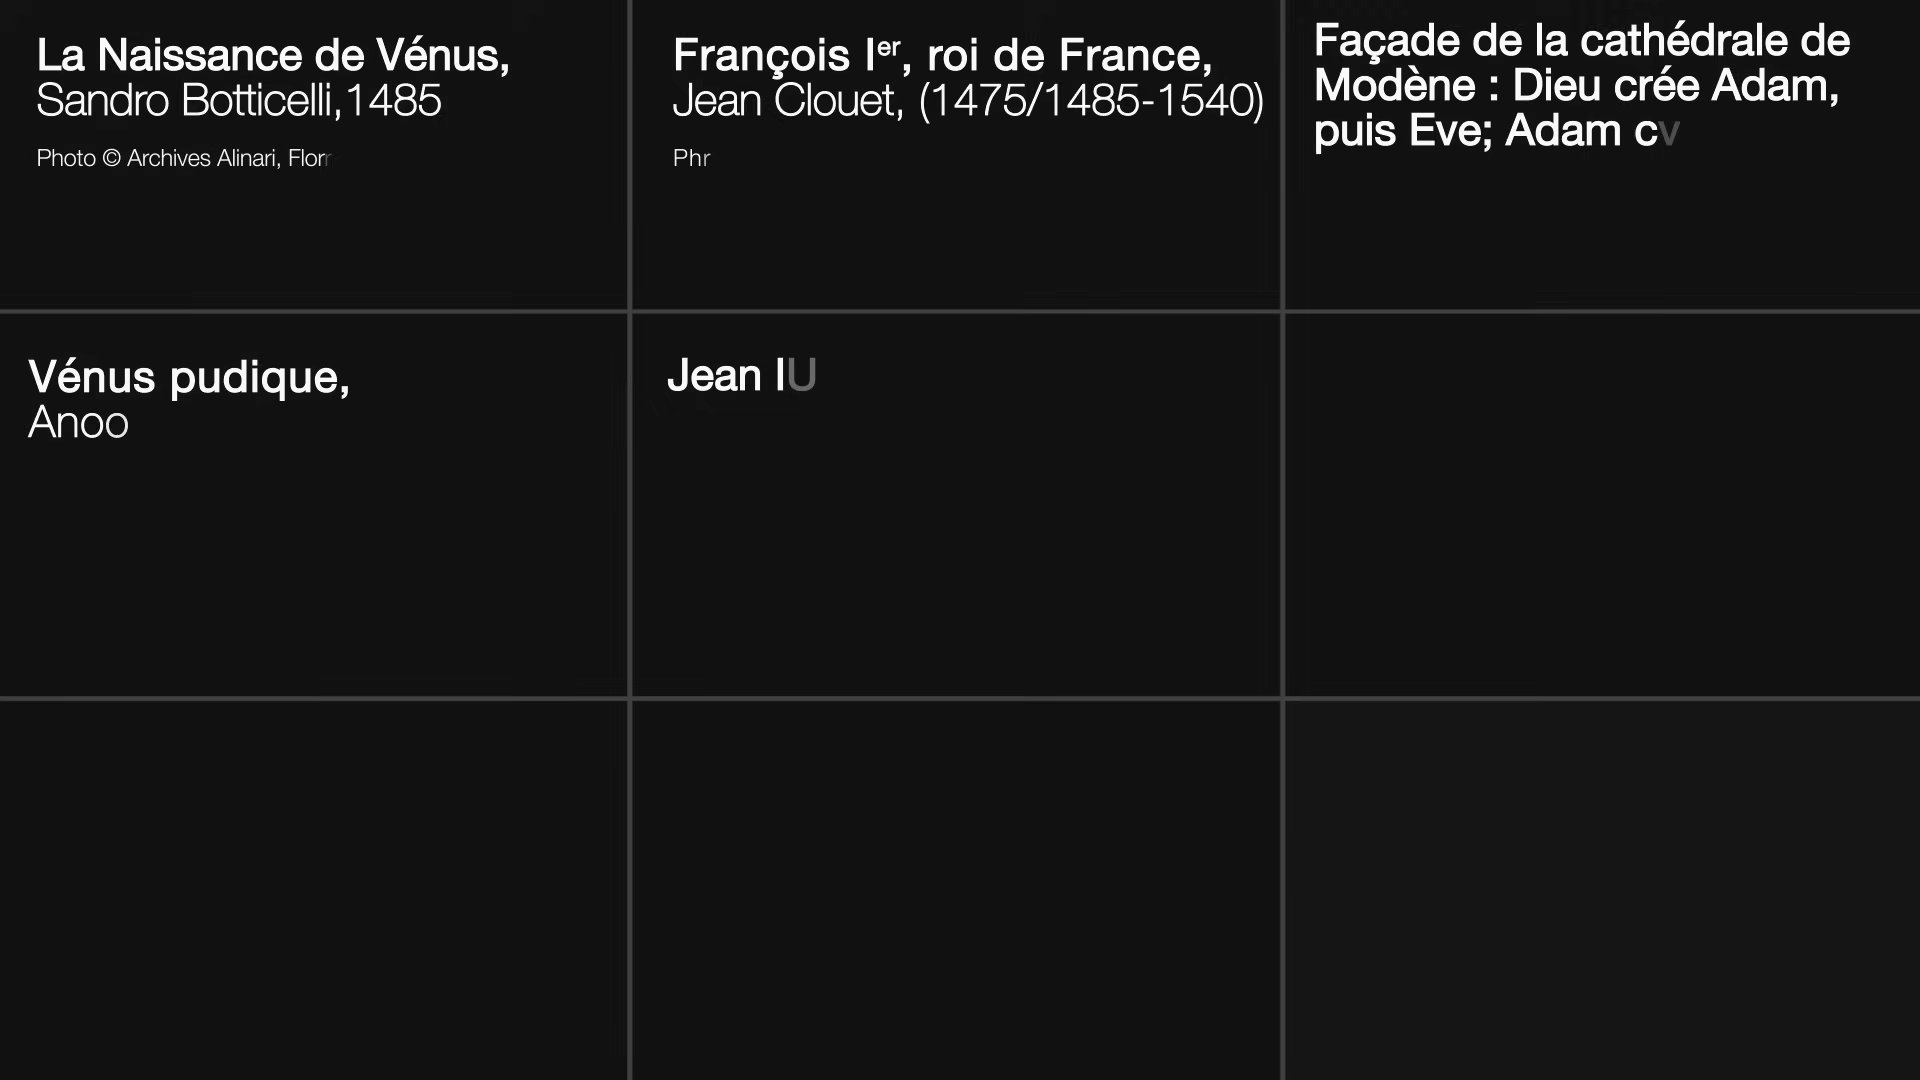 La Naissance de Vénus,
Sandro Botticelli,1485
Photo © Archives Alinari,
François Ier, roi de France,
Jean Clouet, (1475/1485-1540)
Façade de la cathédrale de
Modène : Dieu crée Adam,
puis Eve; Adam
Vénus pudique,
Jean